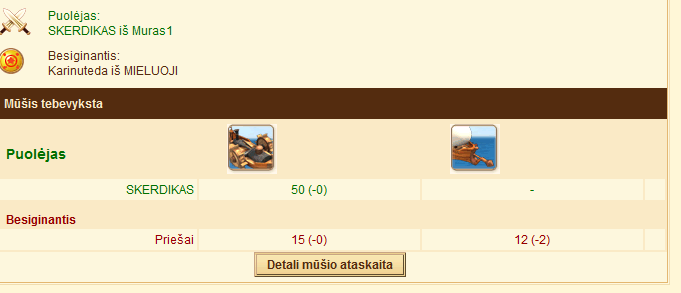 Puolėjas:
SKERDIKAS iš Muras1
Besiginantis:
Karinuteda iš MIELUOJI
Mūšis tebevyksta
Puolėjas
SKERDIKAS 50 (-0) -
Besiginantis
Priešai 15 (-0) 12 (-2)
Detali mūšio ataskaita